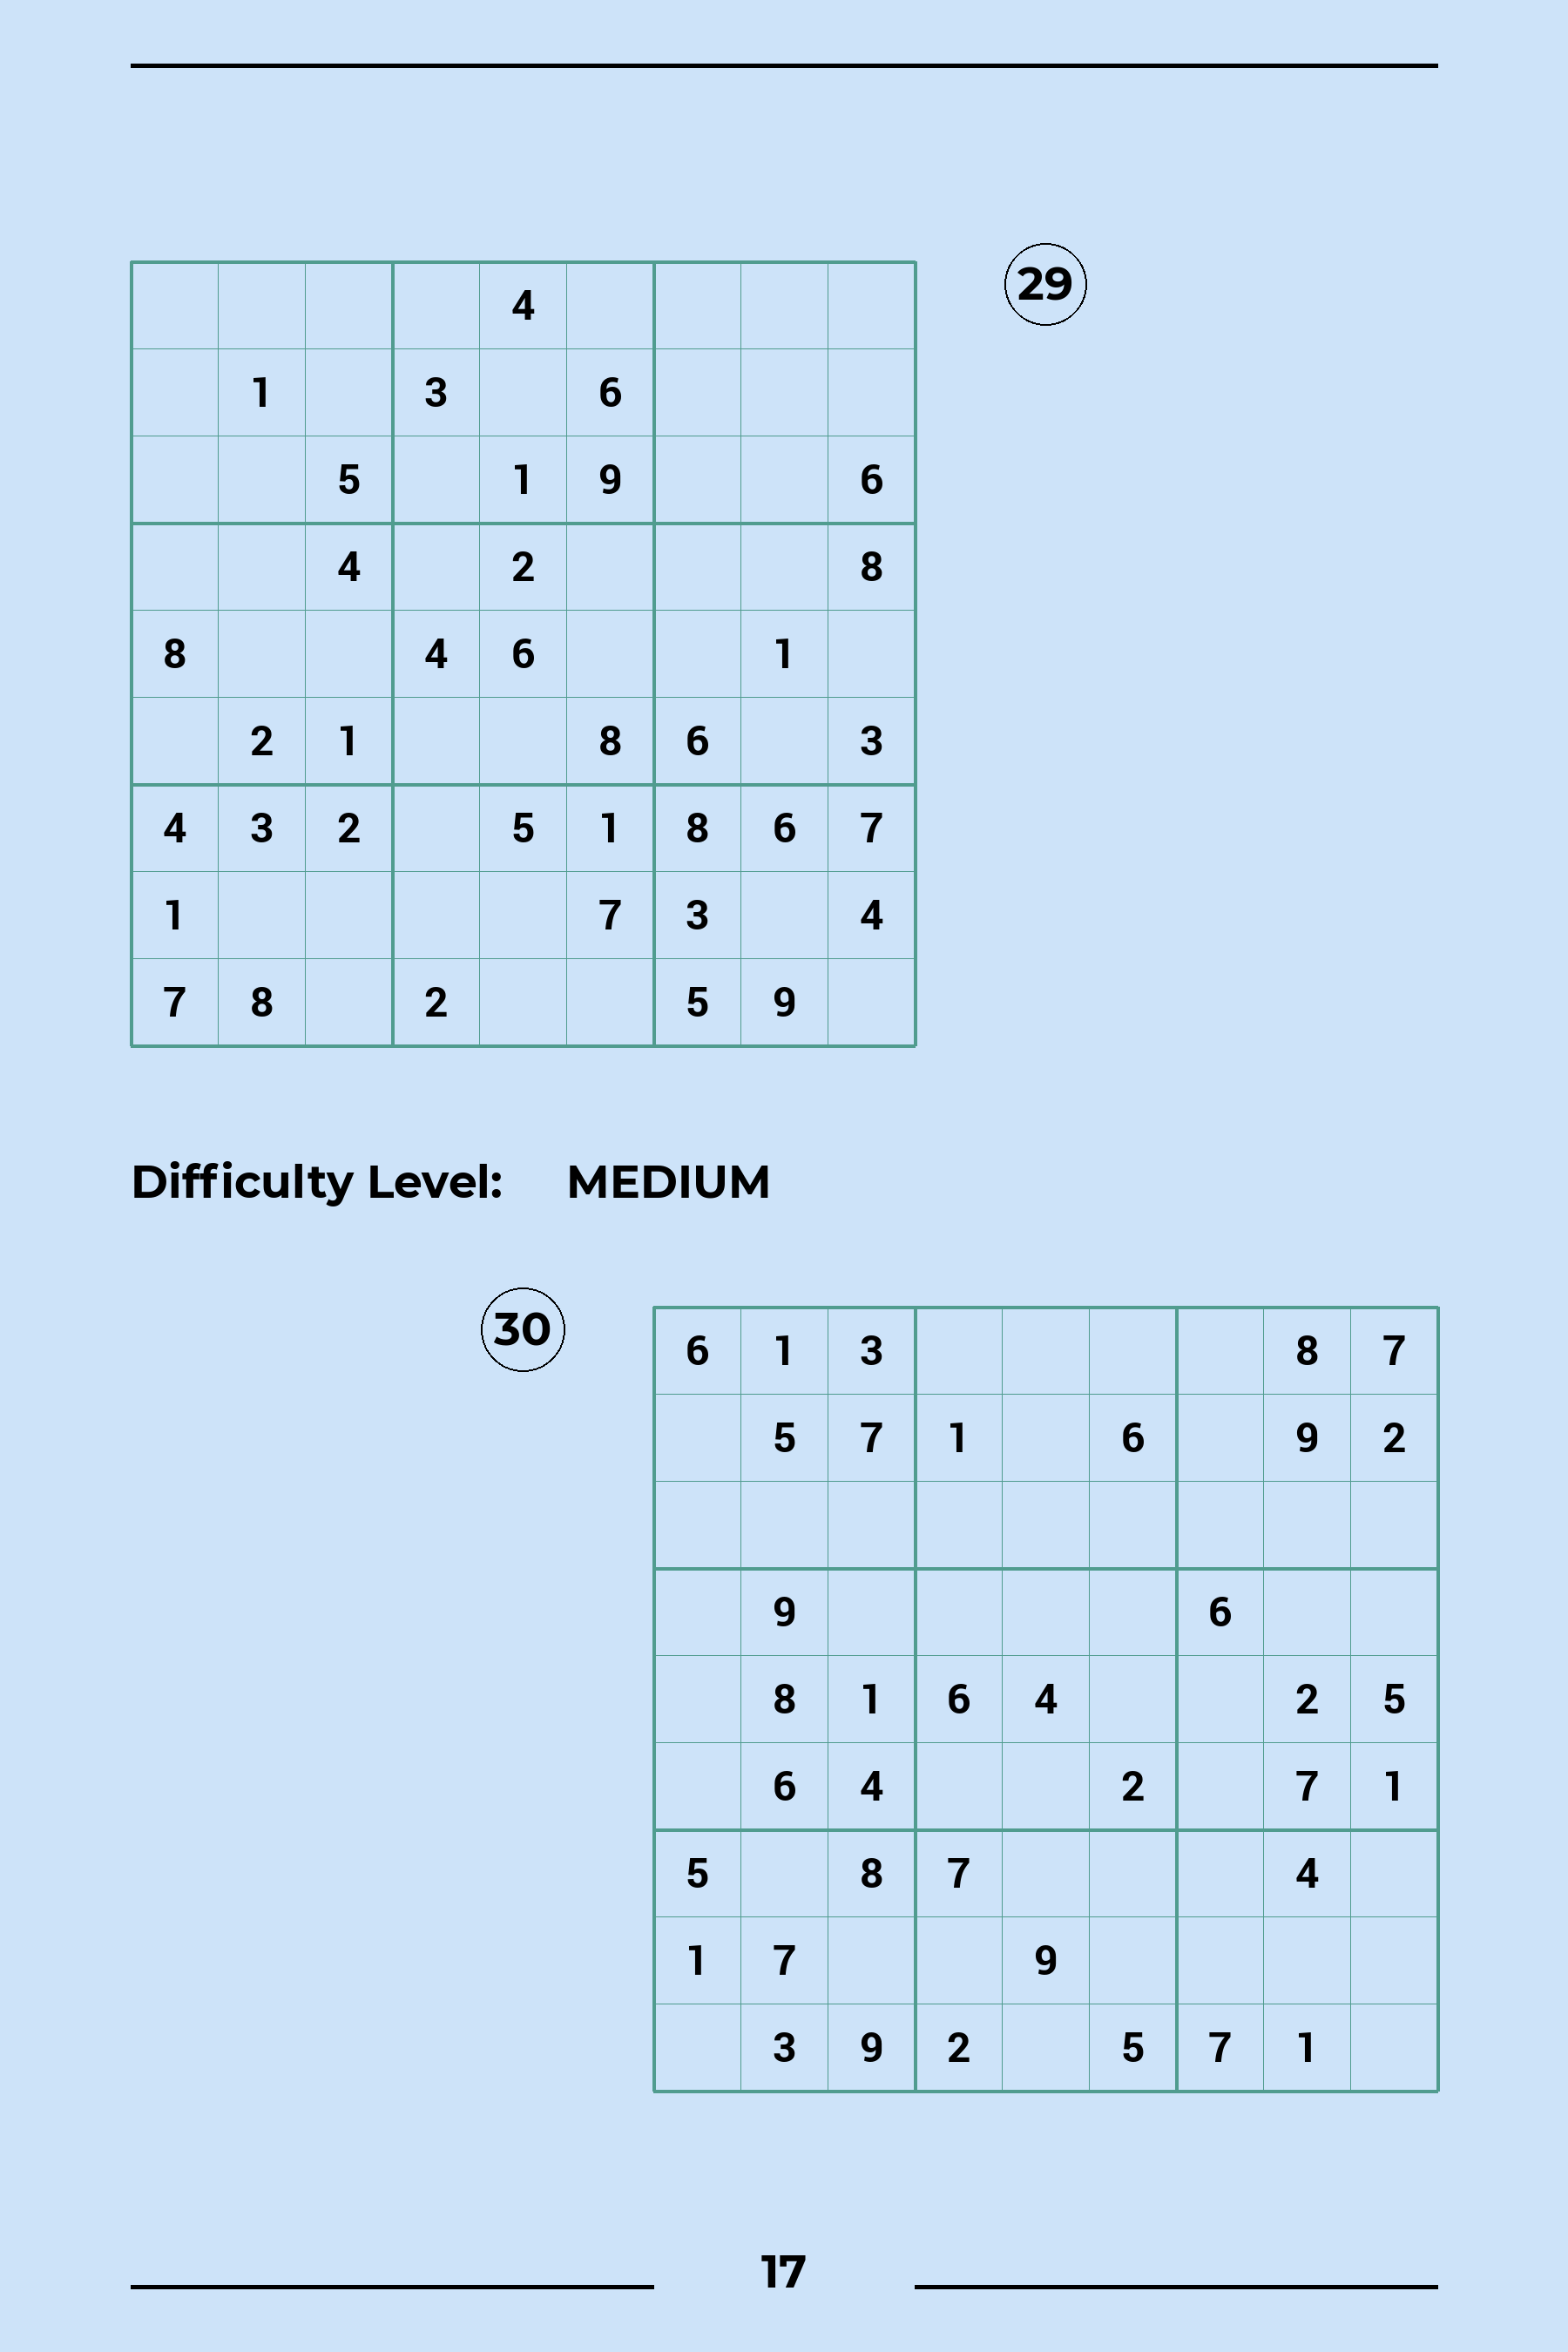 29
4
1 3 6
5 1 9 6
4 2 8
8 4 6 1
2 1 8 6 3
4 3 2 5 1 8 6 7
1 7 3 4
7 8 2 5 9
Difficulty Level: MEDIUM
30
6 1 3 8 7
5 7 1 6 9 2
9 6
8 1 6 4 2 5
6 4 2 7 1
5 8 7 4
1 7 9
3 9 2 5 7 1
17